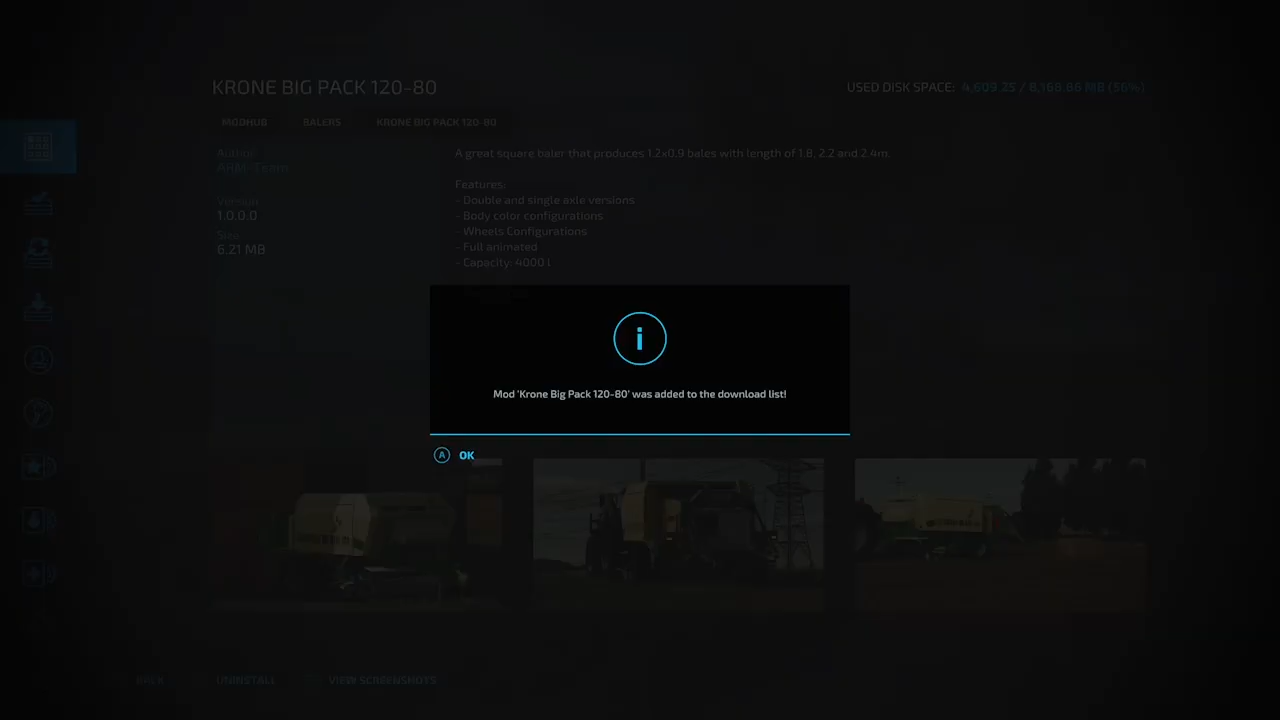 KRONE BIG PACK 120-80
USED DISK SPACE: 4,609.25 / 8,168.66 MB (56%)
MODHUB BALERS KRONE BIG PACK 120-80
Author:
ARM-Team
A great square baler that produces 1.2x0.9 bales with length of 1.8, 2.2 and 2.4m.
Version:
1.0.0.0
Size:
6.21 MB
Features:
- Double and single axle versions
- Body color configurations
- Wheels Configurations
- Full animated
- Capacity: 4000 l
i
Mod 'Krone Big Pack 120-80' was added to the download list!
A OK
BACK UNINSTALL VIEW SCREENSHOTS